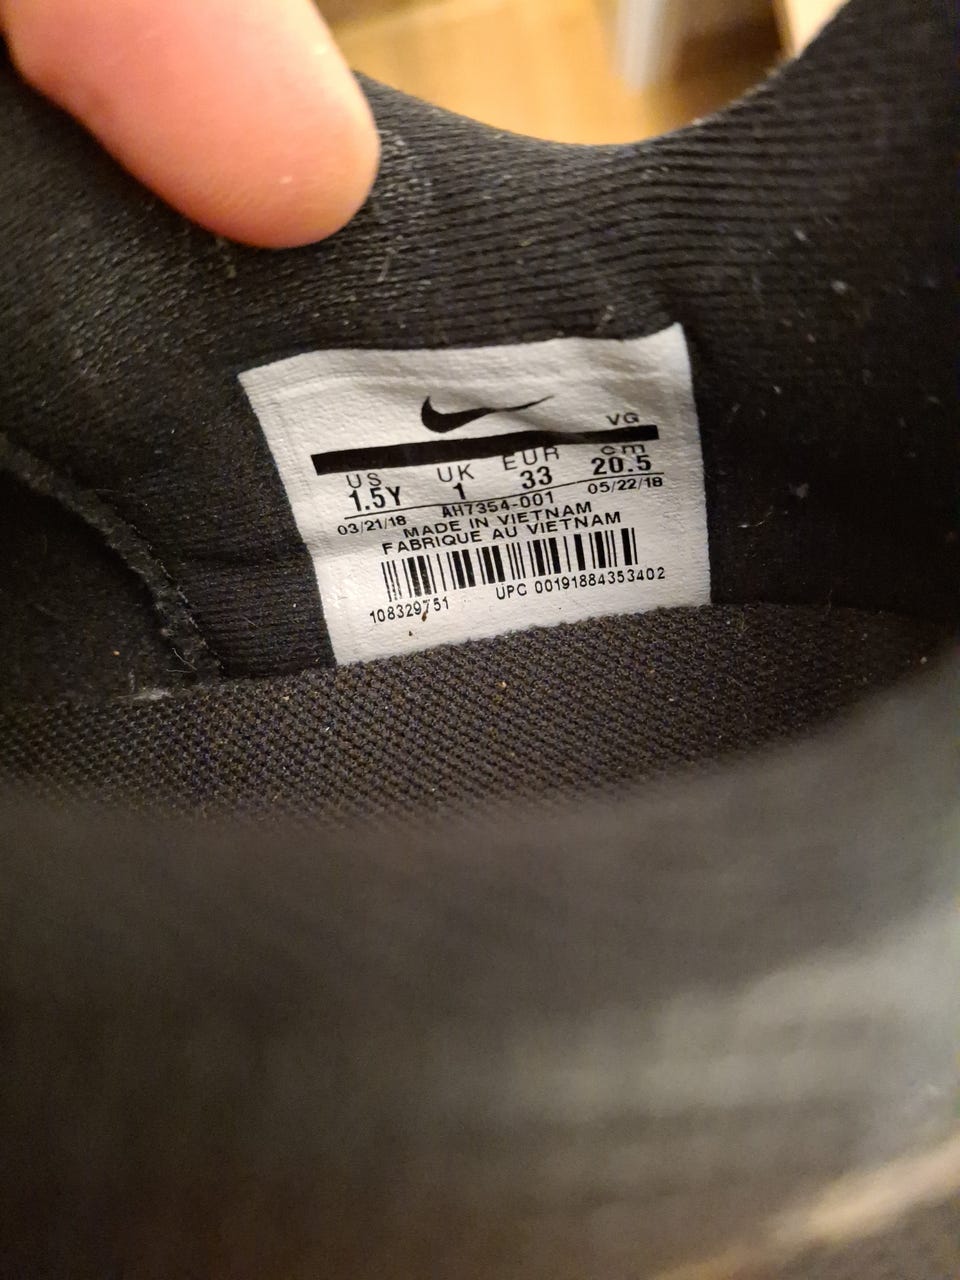 VG
US UK EUR cm
1.5Y 1 33 20.5
03/21/18 AH7354-001 05/22/18
MADE IN VIETNAM
FABRIQUE AU VIETNAM
108329751 UPC 00191884353402